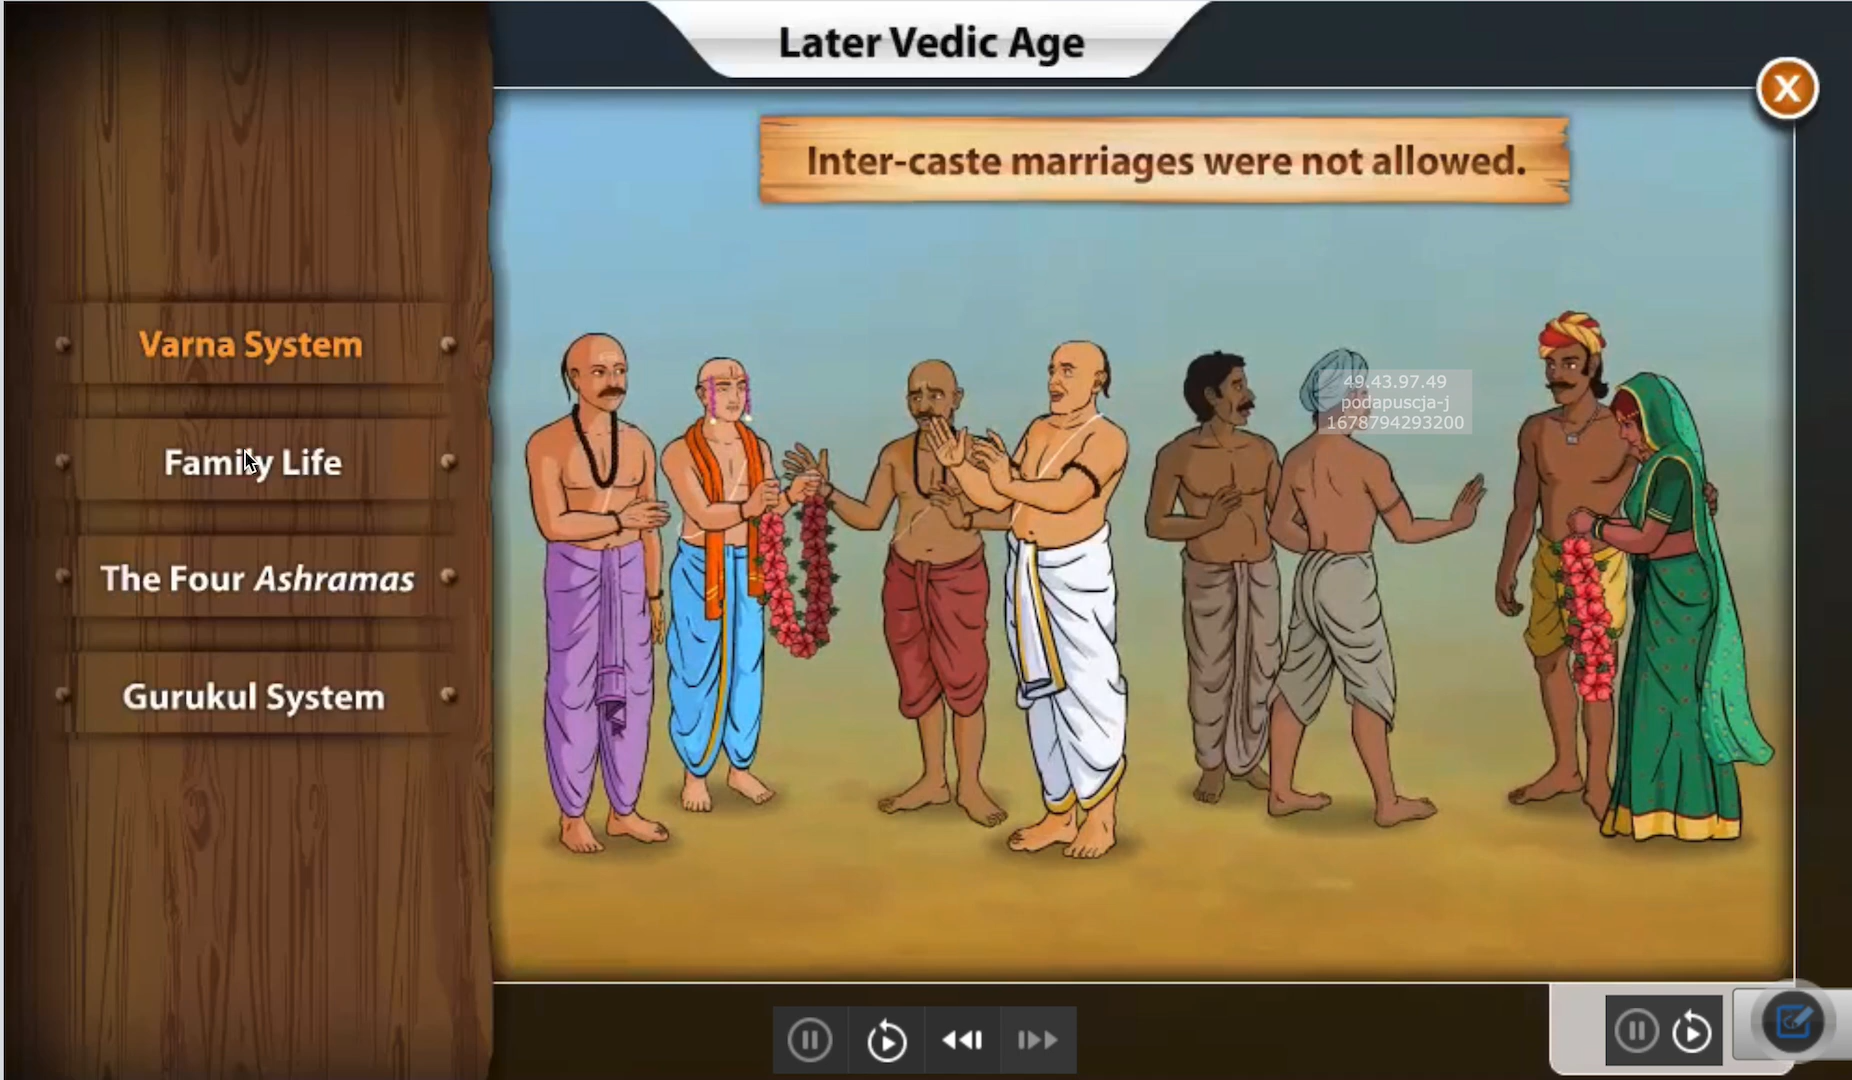 Later Vedic Age
X
Inter-caste marriages were not allowed.
Varna System
Family Life
The Four Ashramas
Gurukul System
49.43.97.49
podapuscja-j
1678794293200